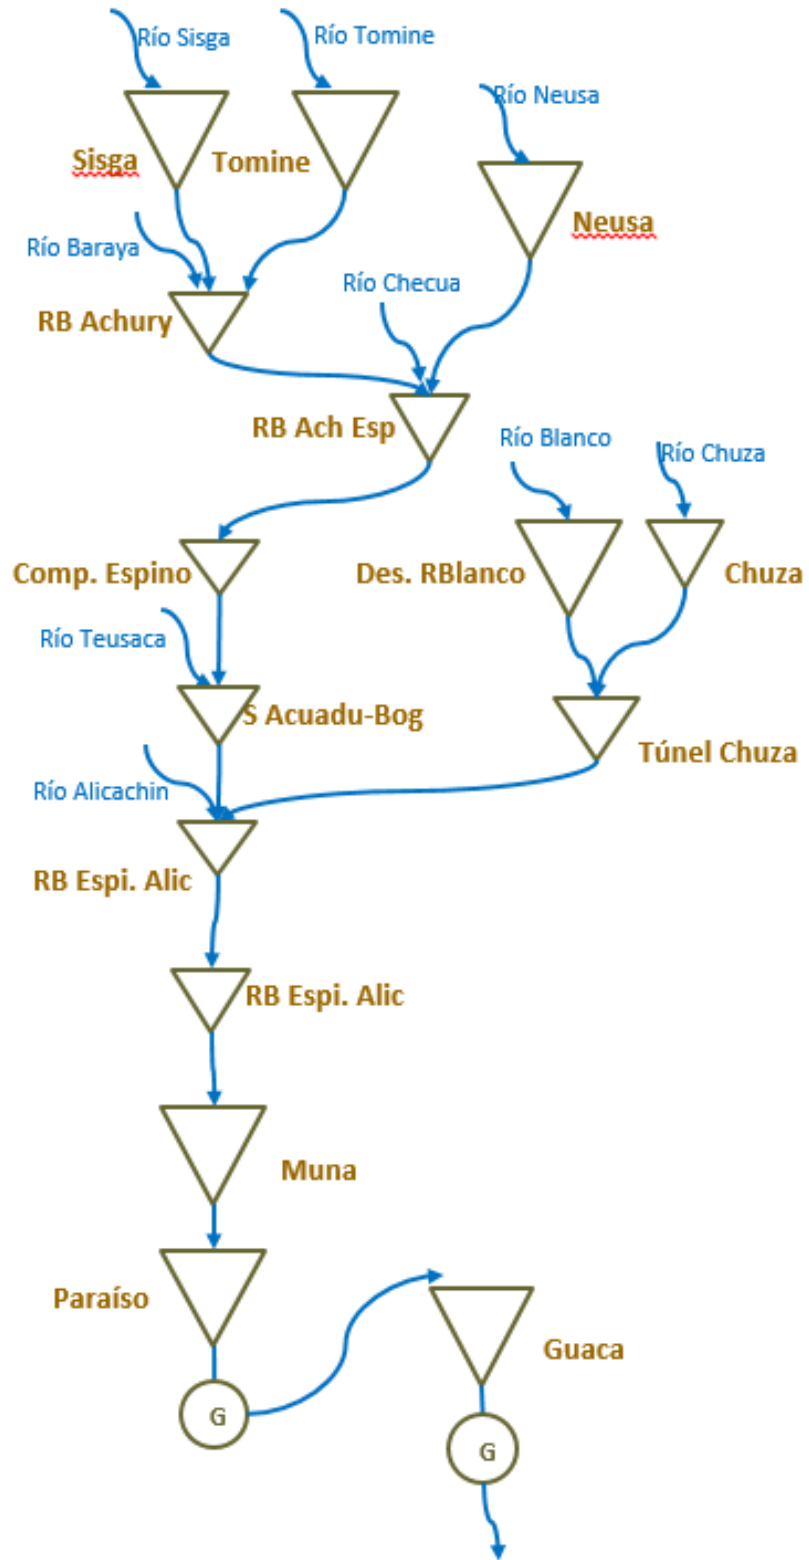 Río Sisga
Río Tomine
Río Neusa
Sisga
Tomine
Neusa
Río Baraya
Río Checua
RB Achury
RB Ach Esp
Río Blanco
Río Chuza
Comp. Espino
Des. RBlanco
Chuza
Río Teusaca
S Acuadu-Bog
Túnel Chuza
Río Alicachin
RB Espi. Alic
RB Espi. Alic
Muna
Paraíso
Guaca
G
G